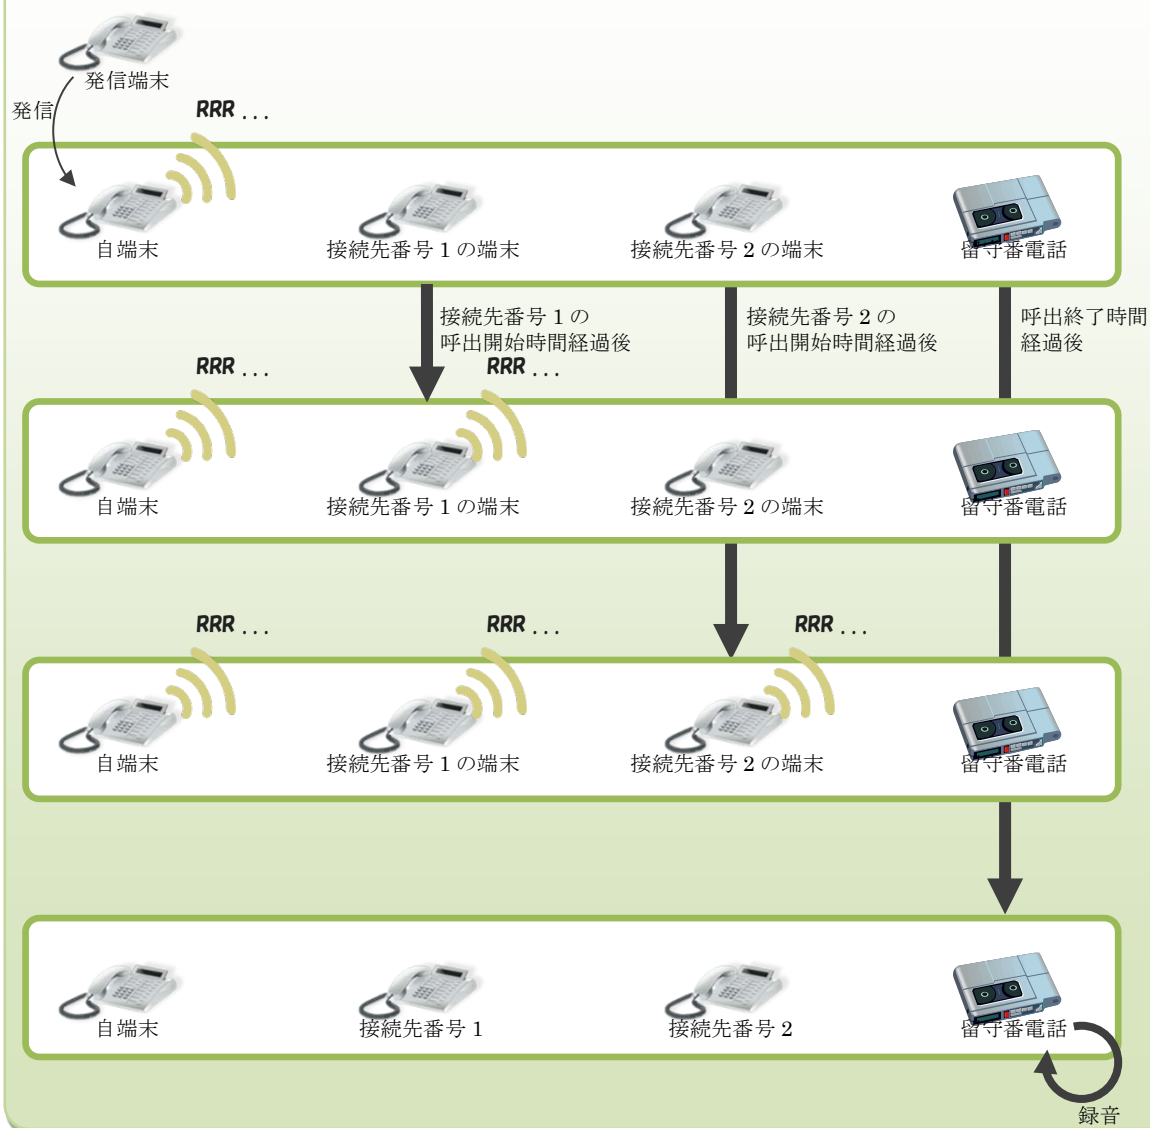 発信端末
発信
RRR ...
自端末
接続先番号 1 の端末
接続先番号 2 の端末
留守番電話
接続先番号 1 の
呼出開始時間経過後
接続先番号 2 の
呼出開始時間経過後
呼出終了時間
経過後
RRR ...
RRR ...
自端末
接続先番号 1 の端末
接続先番号 2 の端末
留守番電話
RRR ...
RRR ...
RRR ...
自端末
接続先番号 1 の端末
接続先番号 2 の端末
留守番電話
自端末
接続先番号 1
接続先番号 2
留守番電話
録音